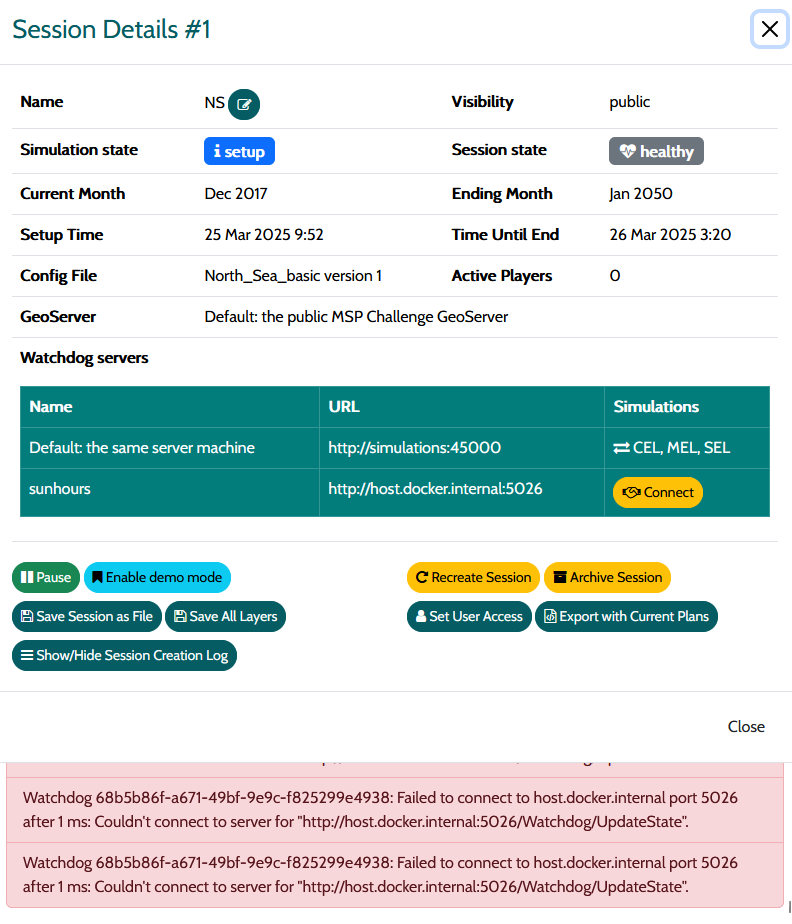 Session Details #1
Name NS Visibility public
Simulation state setup Session state healthy
Current Month Dec 2017 Ending Month Jan 2050
Setup Time 25 Mar 2025 9:52 Time Until End 26 Mar 2025 3:20
Config File North_Sea_basic version 1 Active Players 0
GeoServer Default: the public MSP Challenge GeoServer
Watchdog servers
Name URL Simulations
Default: the same server machine http://simulations:45000 CEL, MEL, SEL
sunhours http://host.docker.internal:5026 Connect
Pause Enable demo mode Recreate Session Archive Session
Save Session as File Save All Layers Set User Access Export with Current Plans
Show/Hide Session Creation Log
Close
Watchdog 68b5b86f-a671-49bf-9e9c-f825299e4938: Failed to connect to host.docker.internal port 5026
after 1 ms: Couldn't connect to server for "http://host.docker.internal:5026/Watchdog/UpdateState".
Watchdog 68b5b86f-a671-49bf-9e9c-f825299e4938: Failed to connect to host.docker.internal port 5026
after 1 ms: Couldn't connect to server for "http://host.docker.internal:5026/Watchdog/UpdateState".